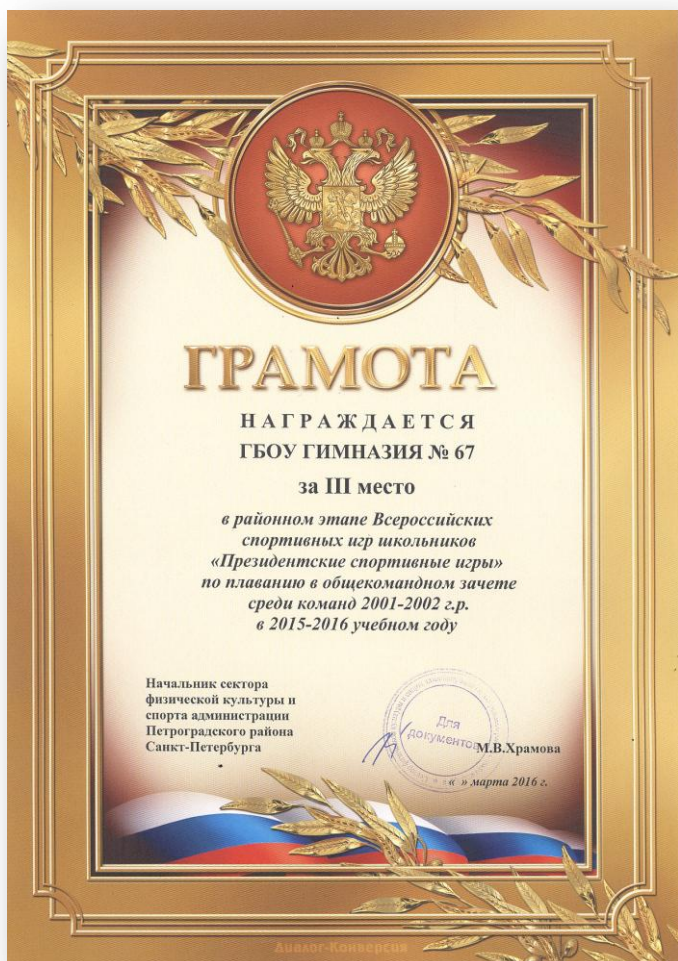 ГРАМОТА
НАГРАЖДАЕТСЯ
ГБОУ ГИМНАЗИЯ № 67
за III место
в районном этапе Всероссийских
спортивных игр школьников
«Президентские спортивные игры»
по плаванию в общекомандном зачете
среди команд 2001-2002 г.р.
в 2015-2016 учебном году
Начальник сектора
физической культуры и
спорта администрации
Петроградского района
Санкт-Петербурга
Для
документов
М.В.Храмова
« » марта 2016 г.
Диалог-Конверсия